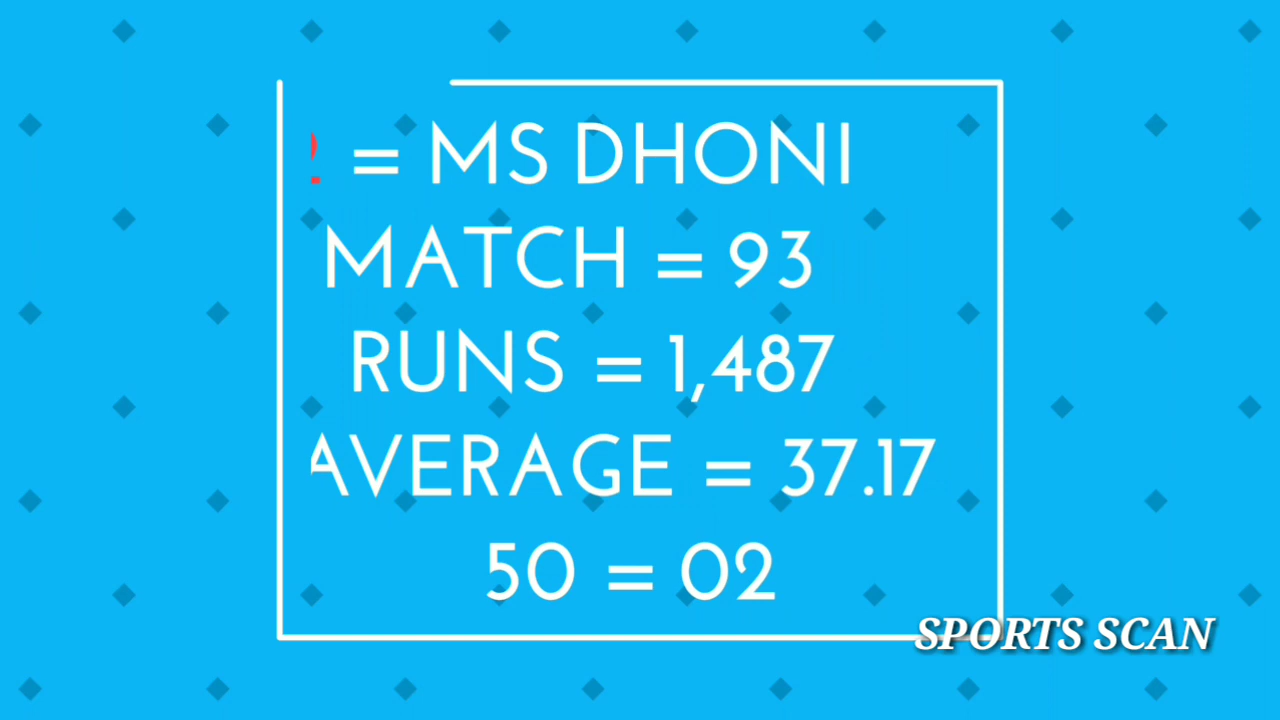 = MS DHONI
MATCH = 93
RUNS = 1,487
AVERAGE = 37.17
50 = 02
SPORTS SCAN